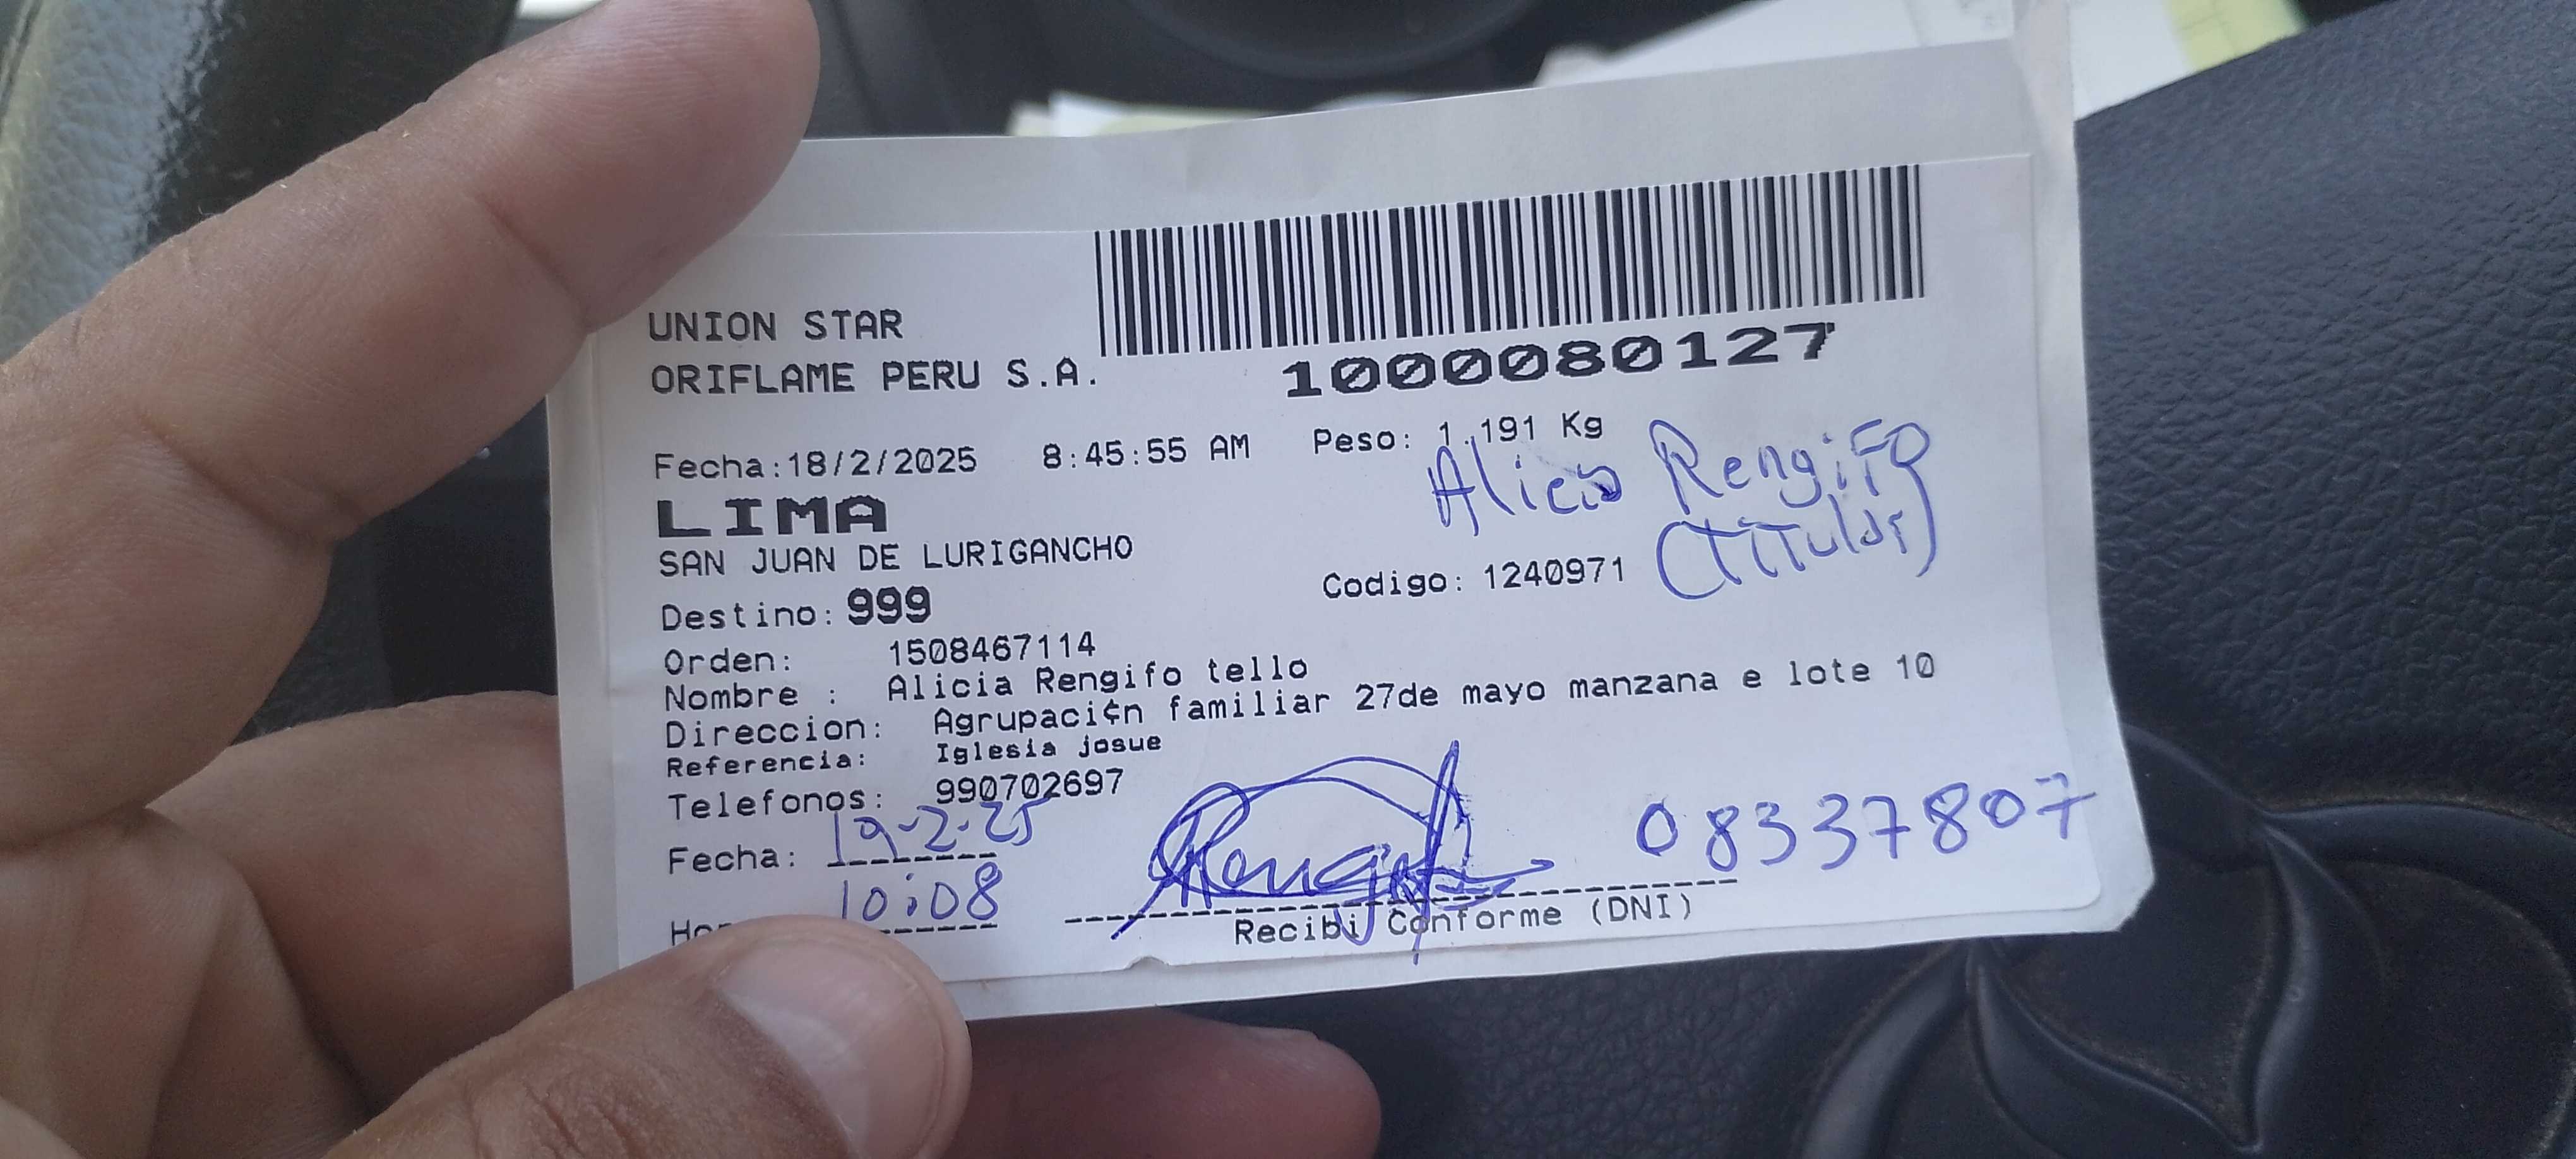 UNION STAR
ORIFLAME PERU S.A.
1000080127
Fecha:18/2/2025 8:45:55 AM Peso: 1.191 Kg
LIMA
Alicia Rengifo
(Titular)
SAN JUAN DE LURIGANCHO
Destino: 999 Codigo: 1240971
Orden: 1508467114
Nombre : Alicia Rengifo tello
Direccion: Agrupaci¢n familiar 27de mayo manzana e lote 10
Referencia: Iglesia josue
Telefonos: 990702697
Fecha: 19-2-25
10:08
Rengifo
08337807
Recibi Conforme (DNI)